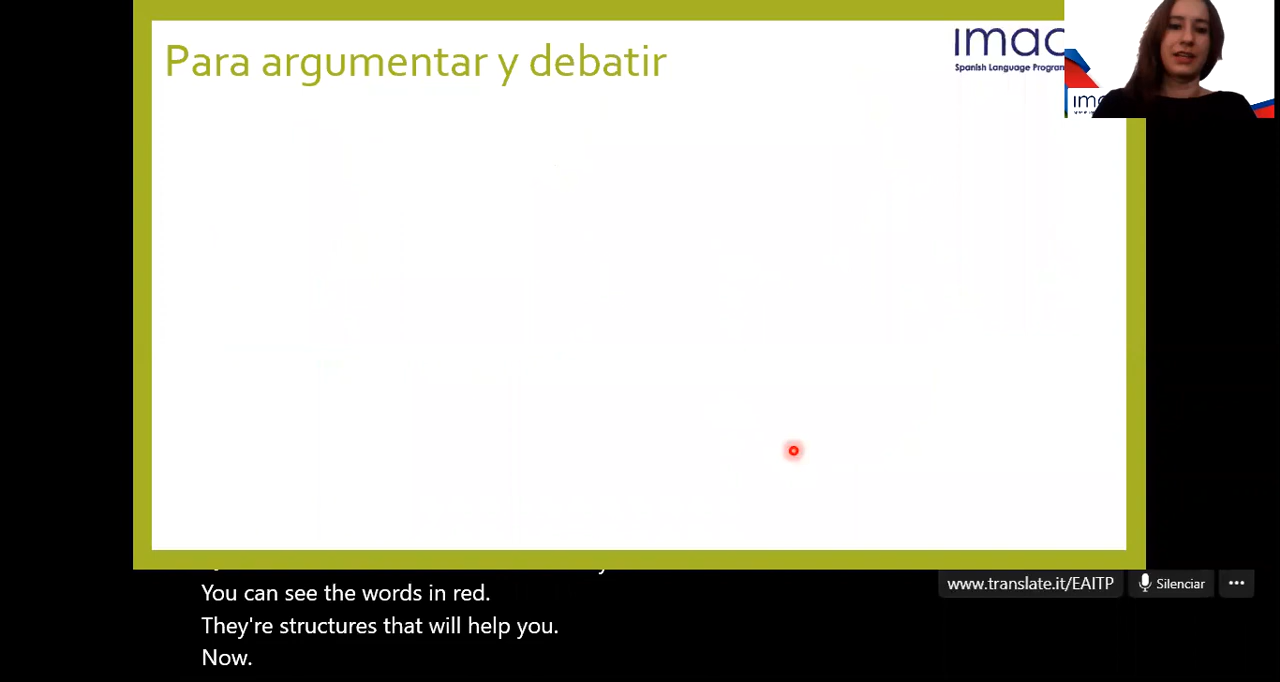 Para argumentar y debatir
imac
Spanish Language Program
imac
You can see the words in red.
They're structures that will help you.
Now.
www.translate.it/EAITP
Silenciar